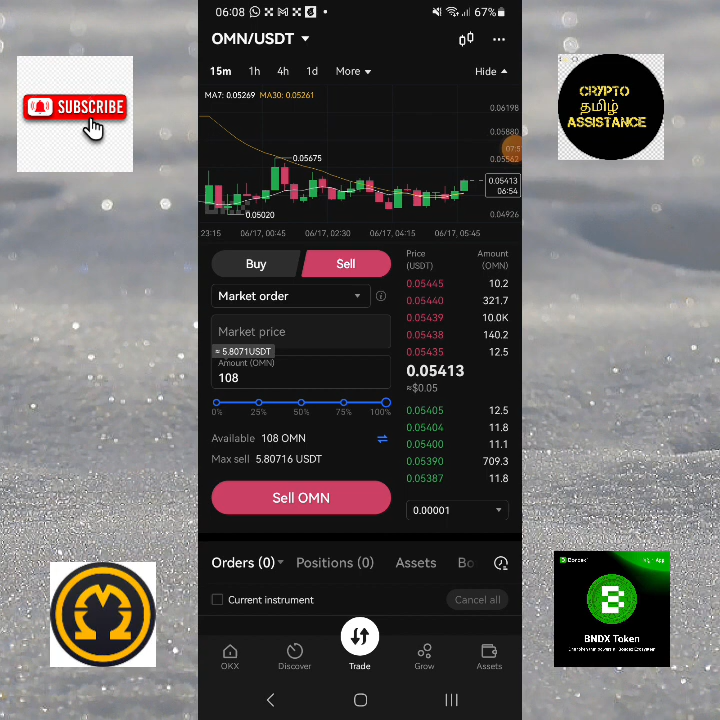 SUBSCRIBE
CRYPTO
தமிழ்
ASSISTANCE
06:08
67%
OMN/USDT
15m 1h 4h 1d More Hide
MA7: 0.05269 MA30: 0.05261
0.06198
0.05880
0.05675
0.05562
07:5
0.05413
06:54
0.05020
0.04926
23:15 06/17, 00:45 06/17, 02:30 06/17, 04:15 06/17, 05:45
Buy Sell
Price (USDT) Amount (OMN)
Market order
Market price
≈ 5.8071USDT
Amount (OMN)
108
0% 25% 50% 75% 100%
Available 108 OMN
Max sell 5.80716 USDT
Sell OMN
0.05445 10.2
0.05440 321.7
0.05439 10.0K
0.05438 140.2
0.05435 12.5
0.05413
≈$0.05
0.05405 12.5
0.05404 11.8
0.05400 11.1
0.05390 709.3
0.05387 11.8
0.00001
Orders (0) Positions (0) Assets Bo
Current instrument Cancel all
OKX Discover Trade Grow Assets
Bondex
BNDX Token